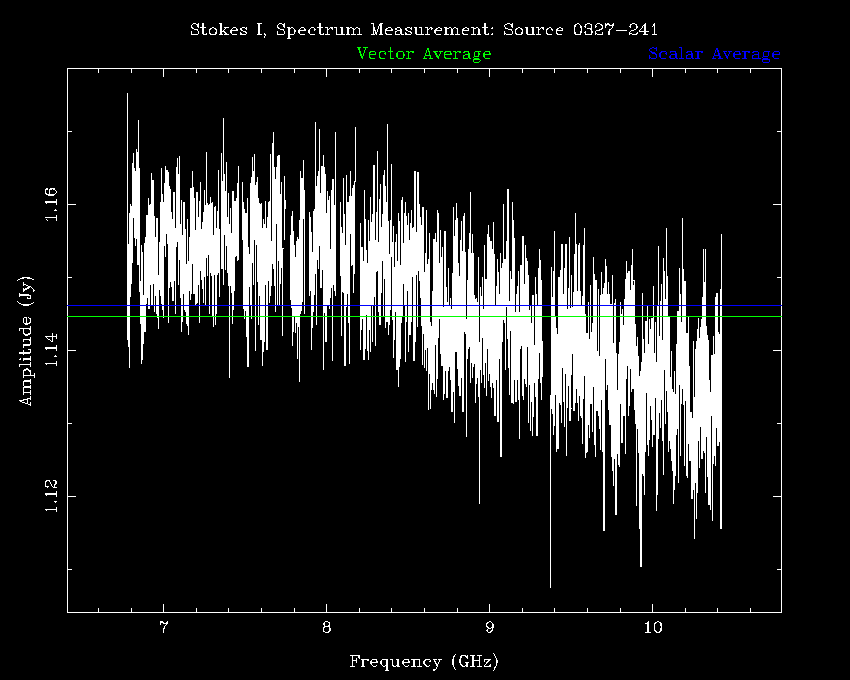 Stokes I, Spectrum Measurement: Source 0327−241
Vector Average
Scalar Average
1.16
1.14
1.12
Amplitude (Jy)
7 8 9 10
Frequency (GHz)